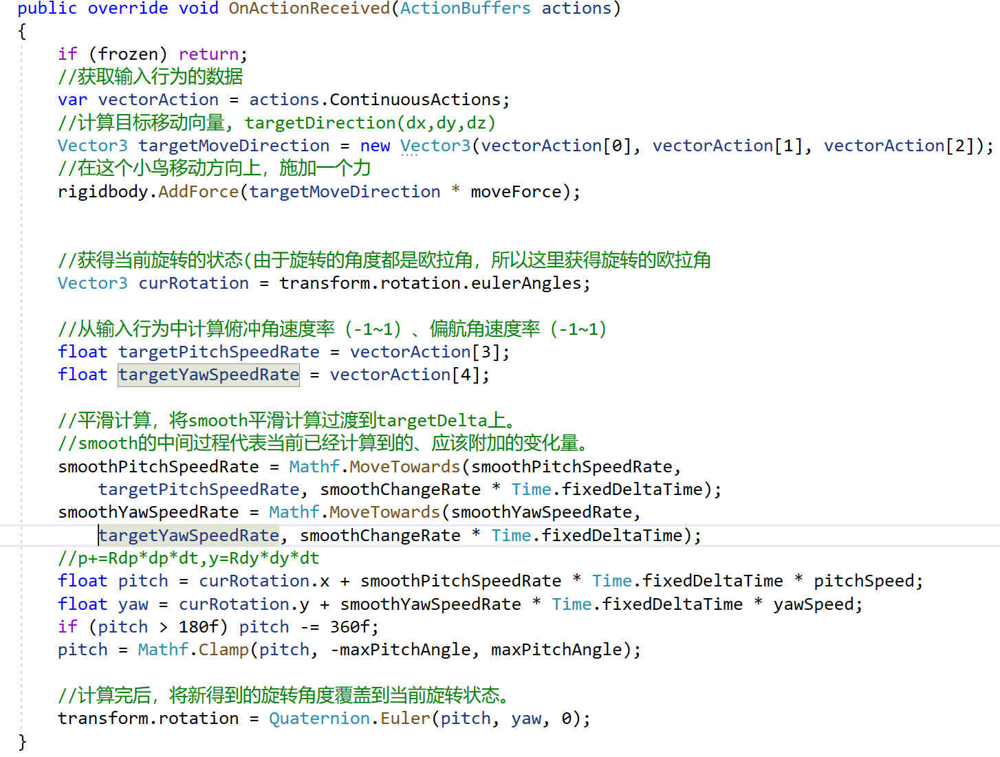 public override void OnActionReceived(ActionBuffers actions)
{
if (frozen) return;
//获取输入行为的数据
var vectorAction = actions.ContinuousActions;
//计算目标移动向量, targetDirection(dx,dy,dz)
Vector3 targetMoveDirection = new Vector3(vectorAction[0], vectorAction[1], vectorAction[2]);
//在这个小鸟移动方向上，施加一个力
rigidbody.AddForce(targetMoveDirection * moveForce);
//获得当前旋转的状态(由于旋转的角度都是欧拉角，所以这里获得旋转的欧拉角
Vector3 curRotation = transform.rotation.eulerAngles;
//从输入行为中计算俯冲角速度率（-1~1）、偏航角速度率（-1~1）
float targetPitchSpeedRate = vectorAction[3];
float targetYawSpeedRate = vectorAction[4];
//平滑计算，将smooth平滑计算过渡到targetDelta上。
//smooth的中间过程代表当前已经计算到的、应该附加的变化量。
smoothPitchSpeedRate = Mathf.MoveTowards(smoothPitchSpeedRate,
targetPitchSpeedRate, smoothChangeRate * Time.fixedDeltaTime);
smoothYawSpeedRate = Mathf.MoveTowards(smoothYawSpeedRate,
targetYawSpeedRate, smoothChangeRate * Time.fixedDeltaTime);
//p+=Rdp*dp*dt,y=Rdy*dy*dt
float pitch = curRotation.x + smoothPitchSpeedRate * Time.fixedDeltaTime * pitchSpeed;
float yaw = curRotation.y + smoothYawSpeedRate * Time.fixedDeltaTime * yawSpeed;
if (pitch > 180f) pitch -= 360f;
pitch = Mathf.Clamp(pitch, -maxPitchAngle, maxPitchAngle);
//计算完后，将新得到的旋转角度覆盖到当前旋转状态。
transform.rotation = Quaternion.Euler(pitch, yaw, 0);
}